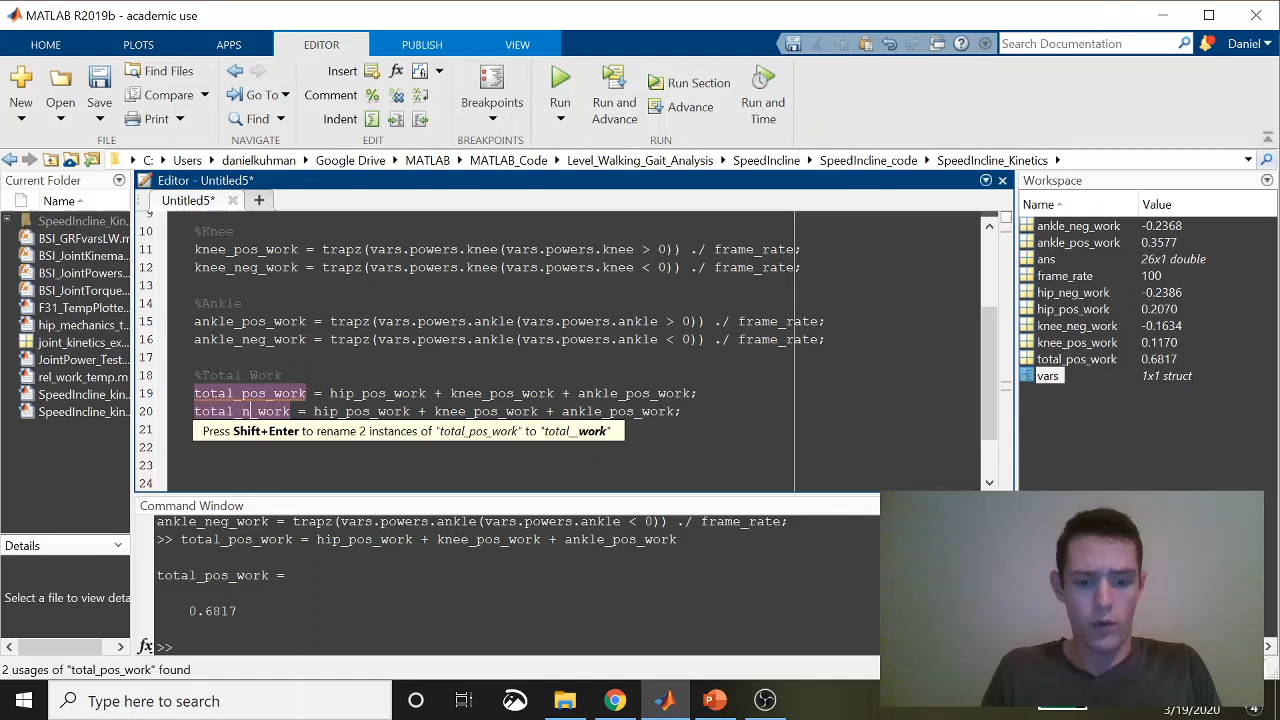 MATLAB R2019b - academic use
HOME PLOTS APPS EDITOR PUBLISH VIEW Search Documentation Daniel
New Open Save Find Files Compare Print FILE
Go To Find NAVIGATE
Insert fx Comment % Indent EDIT
Breakpoints BREAKPOINTS
Run Run and Advance Run Section Advance Run and Time RUN
C: Users danielkuhman Google Drive MATLAB MATLAB_Code Level_Walking_Gait_Analysis SpeedIncline SpeedIncline_code SpeedIncline_Kinetics
Current Folder
Name
SpeedIncline_Kin...
BSI_GRFvarsLW.m
BSI_JointKinema...
BSI_JointPowers...
BSI_JointTorque...
F31_TempPlotte...
hip_mechanics_t...
joint_kinetics_ex...
JointPower_Test...
rel_work_temp.m
SpeedIncline_kin...
SpeedIncline_kin...
Details
Select a file to view deta
Editor - Untitled5*
Untitled5* +
9
10 %Knee
11 knee_pos_work = trapz(vars.powers.knee(vars.powers.knee > 0)) ./ frame_rate;
12 knee_neg_work = trapz(vars.powers.knee(vars.powers.knee < 0)) ./ frame_rate;
13
14 %Ankle
15 ankle_pos_work = trapz(vars.powers.ankle(vars.powers.ankle > 0)) ./ frame_rate;
16 ankle_neg_work = trapz(vars.powers.ankle(vars.powers.ankle < 0)) ./ frame_rate;
17
18 %Total Work
19 total_pos_work = hip_pos_work + knee_pos_work + ankle_pos_work;
20 total_n_work = hip_pos_work + knee_pos_work + ankle_pos_work;
21 Press Shift+Enter to rename 2 instances of "total_pos_work" to "total_work"
22
23
24
Command Window
ankle_neg_work = trapz(vars.powers.ankle(vars.powers.ankle < 0)) ./ frame_rate;
>> total_pos_work = hip_pos_work + knee_pos_work + ankle_pos_work
total_pos_work =
0.6817
fx >>
Workspace
Name Value
ankle_neg_work -0.2368
ankle_pos_work 0.3577
ans 26x1 double
frame_rate 100
hip_neg_work -0.2386
hip_pos_work 0.2070
knee_neg_work -0.1634
knee_pos_work 0.1170
total_pos_work 0.6817
vars 1x1 struct
2 usages of "total_pos_work" found
Type here to search
3/19/2020